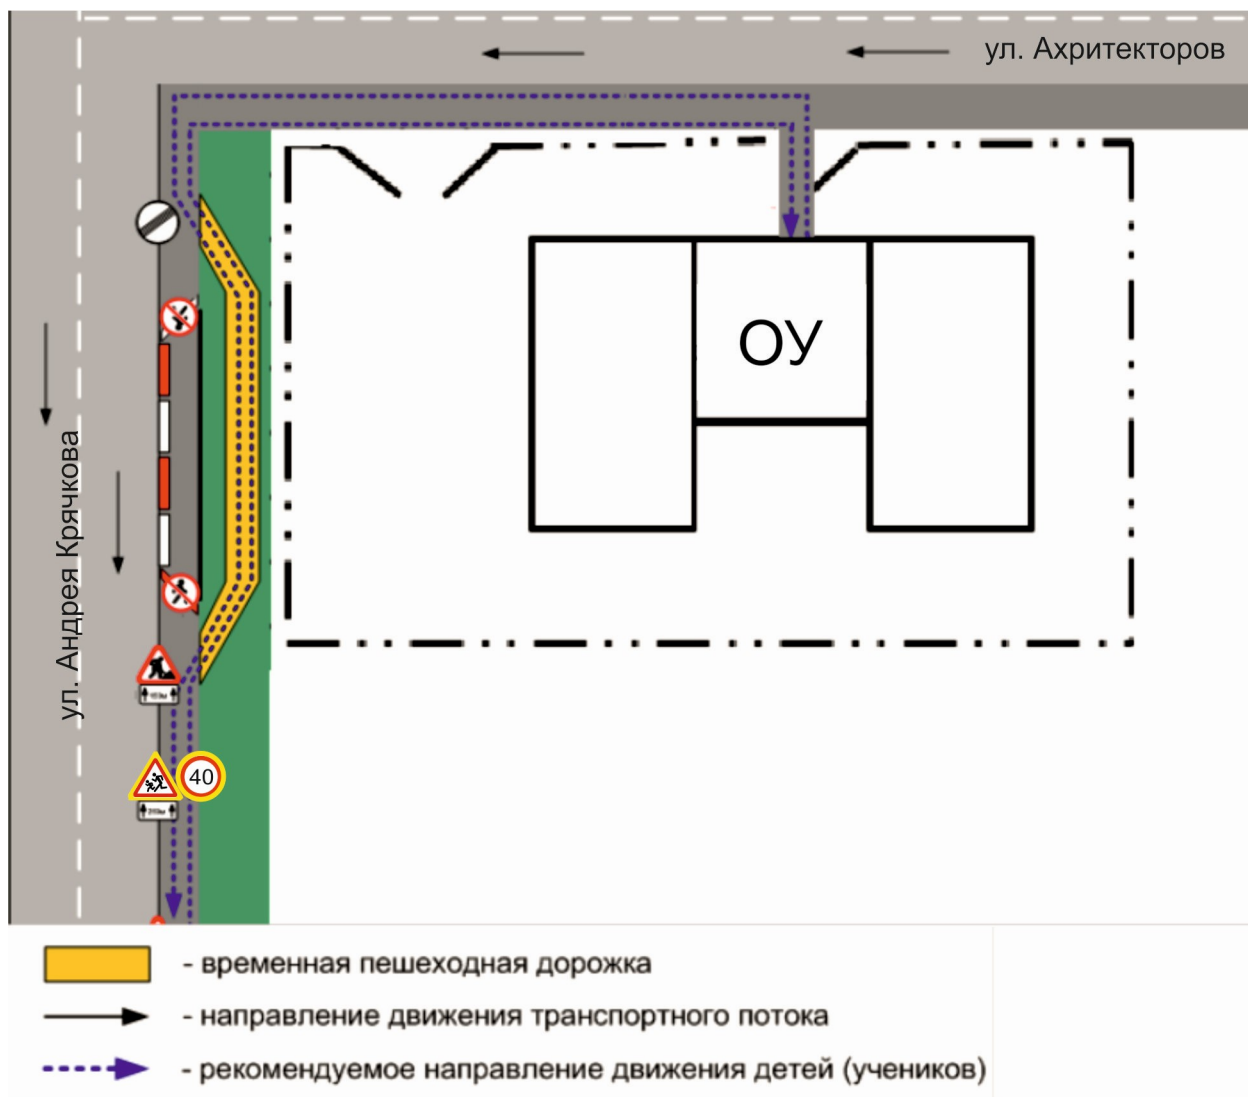 ул. Ахритекторов
ОУ
ул. Андрея Крячкова
40
- временная пешеходная дорожка
- направление движения транспортного потока
- рекомендуемое направление движения детей (учеников)